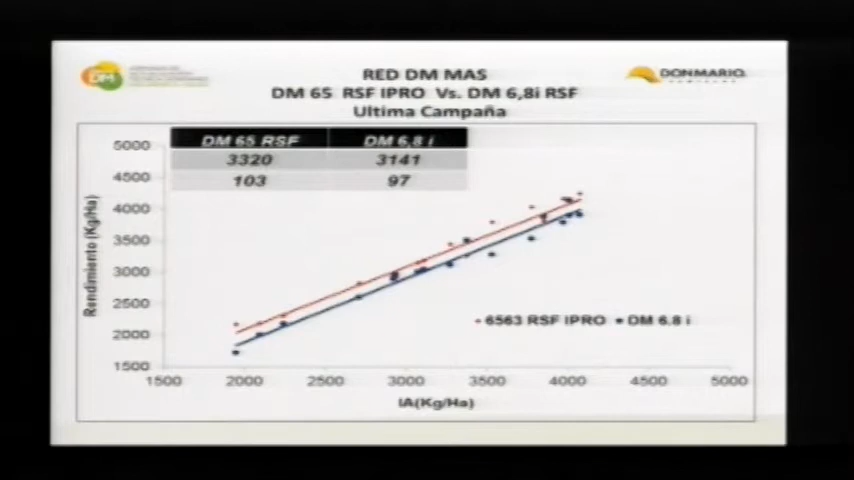 RED DM MAS
DM 65 RSF IPRO Vs. DM 6,8i RSF
Ultima Campaña
DM
DONMARIO
DM 65 RSF DM 6,8 i
3320 3141
103 97
Rendimiento (Kg/Ha)
5000
4500
4000
3500
3000
2500
2000
1500
6563 RSF IPRO DM 6.8 i
1500 2000 2500 3000 3500 4000 4500 5000
IA(Kg/Ha)